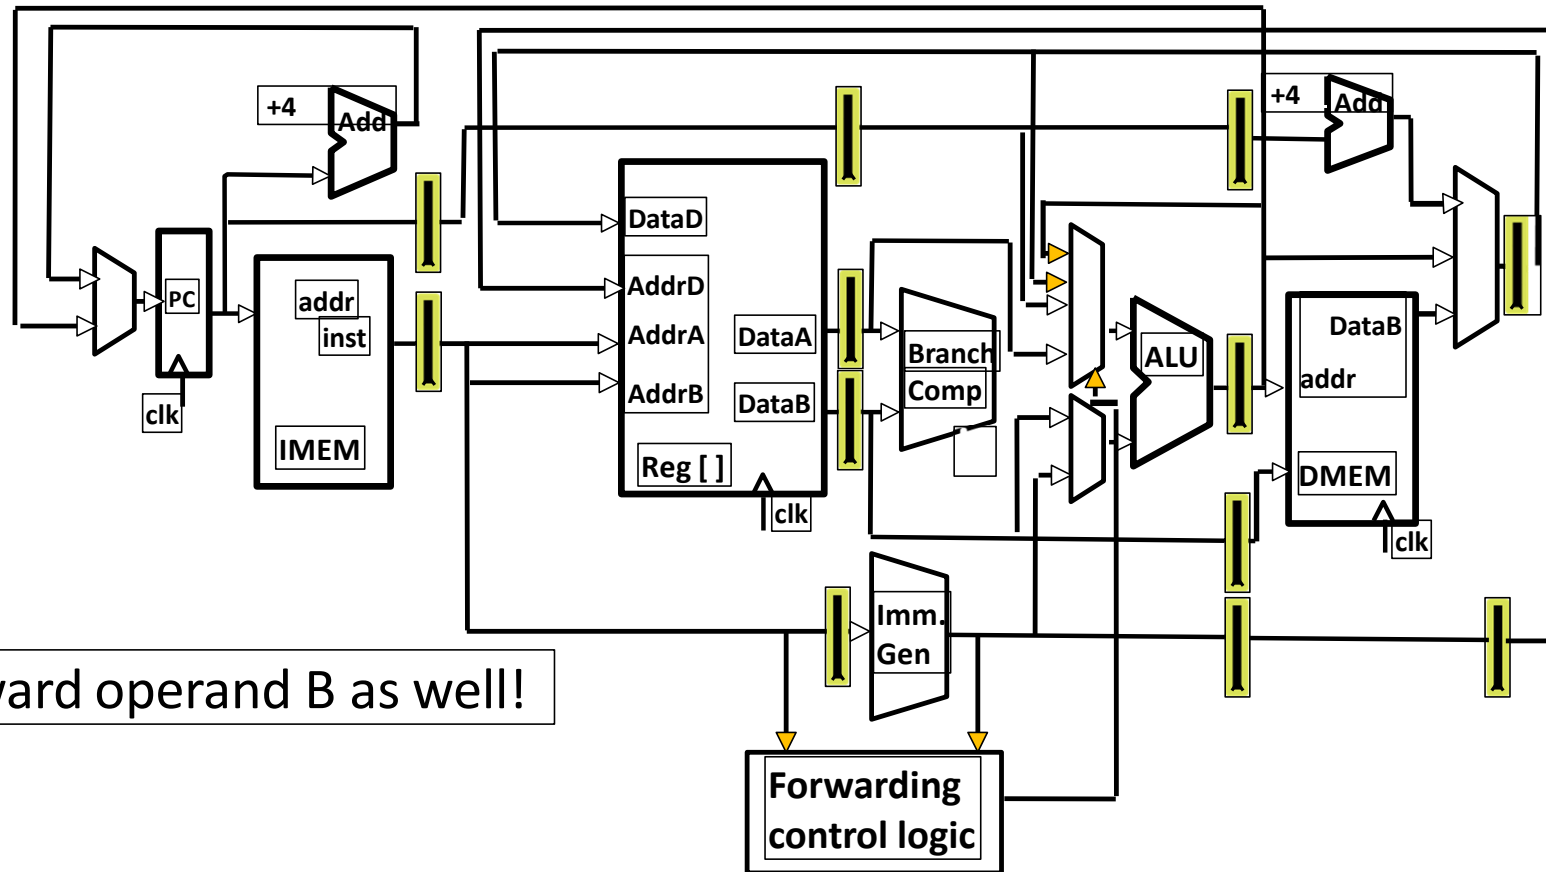 +4
Add
+4
Add
DataD
AddrD
AddrA
AddrB
DataA
DataB
Reg [ ]
clk
PC
clk
addr
inst
IMEM
Branch
Comp
ALU
DataB
addr
DMEM
clk
Imm.
Gen
ard operand B as well!
Forwarding
control logic